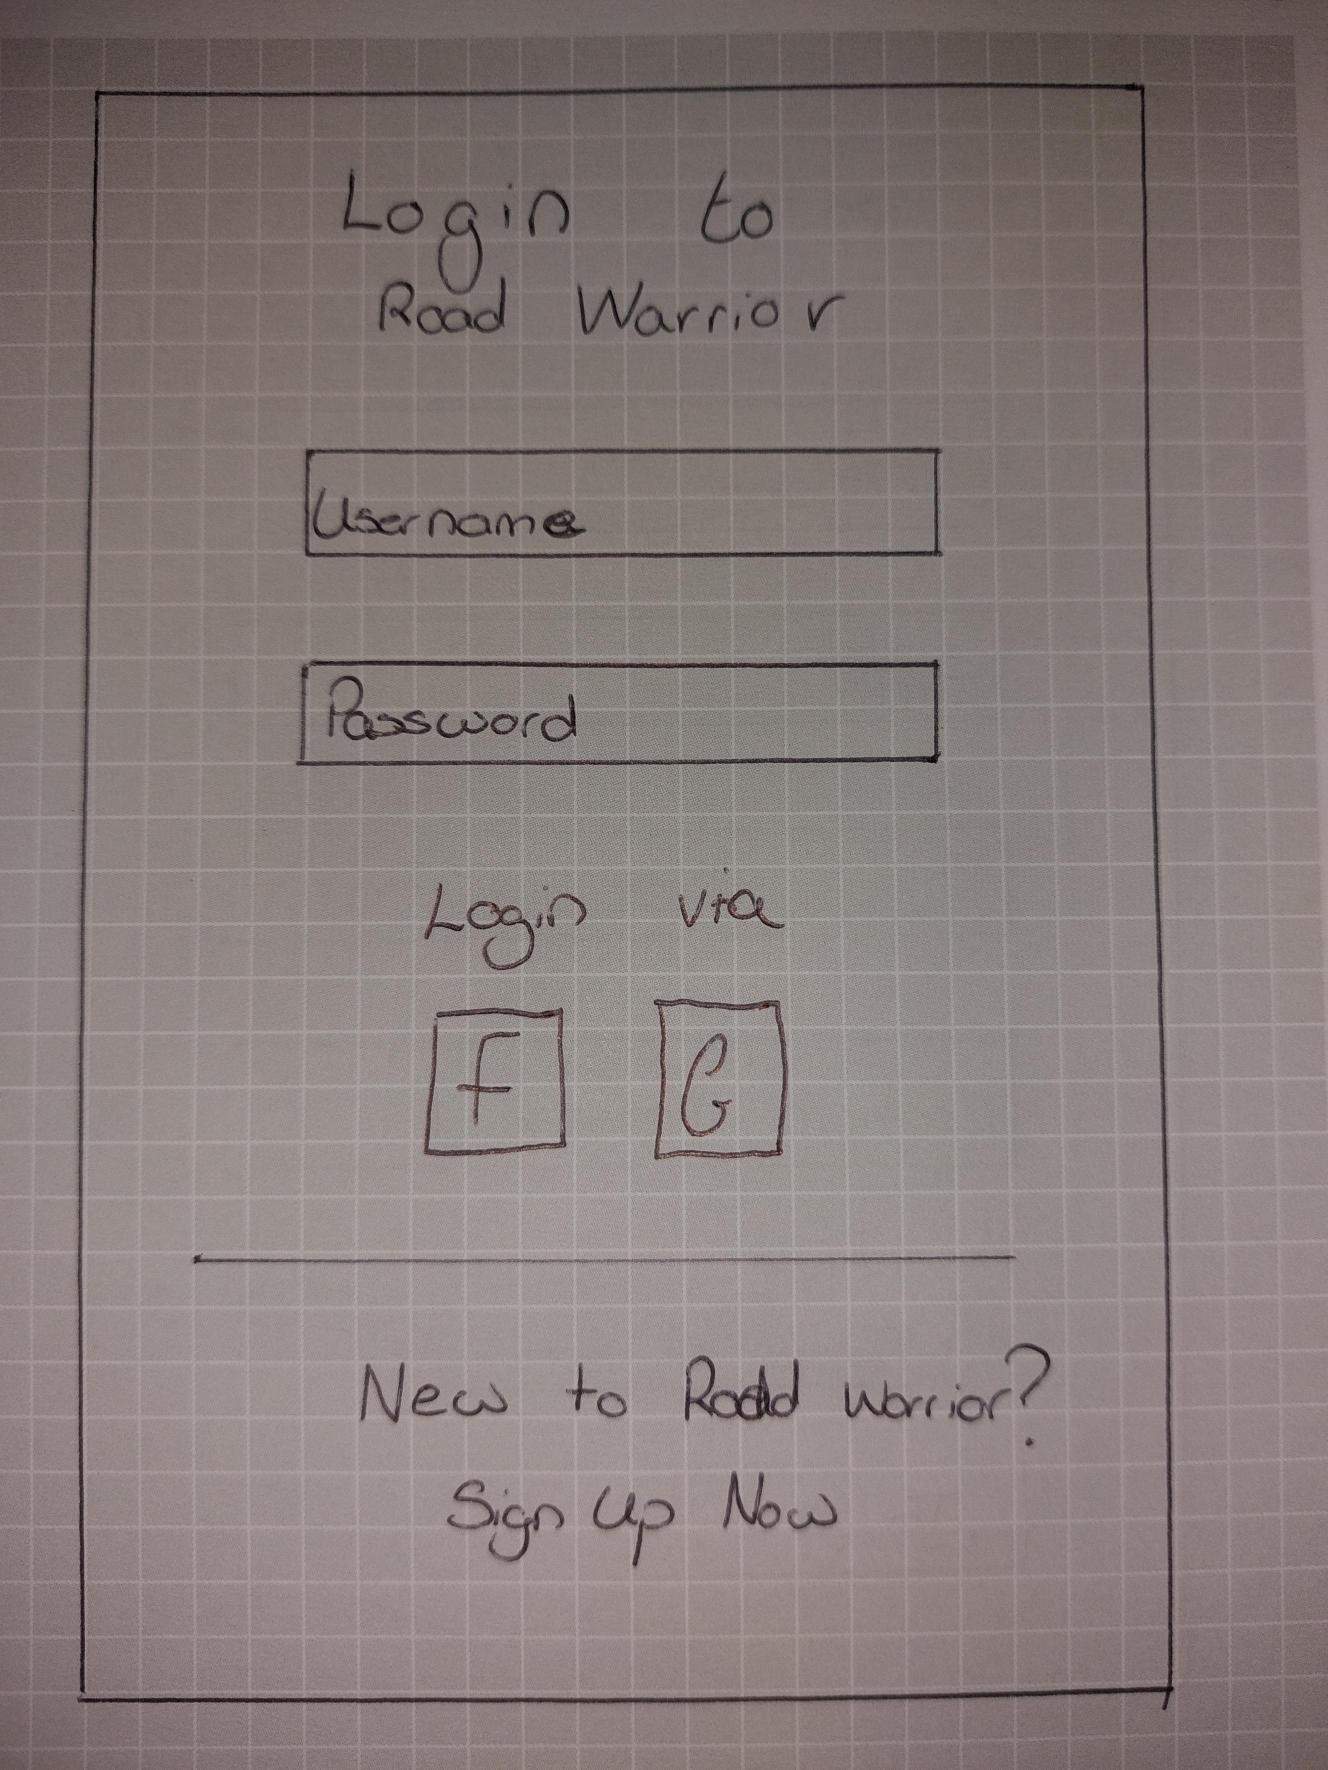 Login to
Road Warrior
Username
Password
Login via
F G
New to Road Warrior?
Sign Up Now